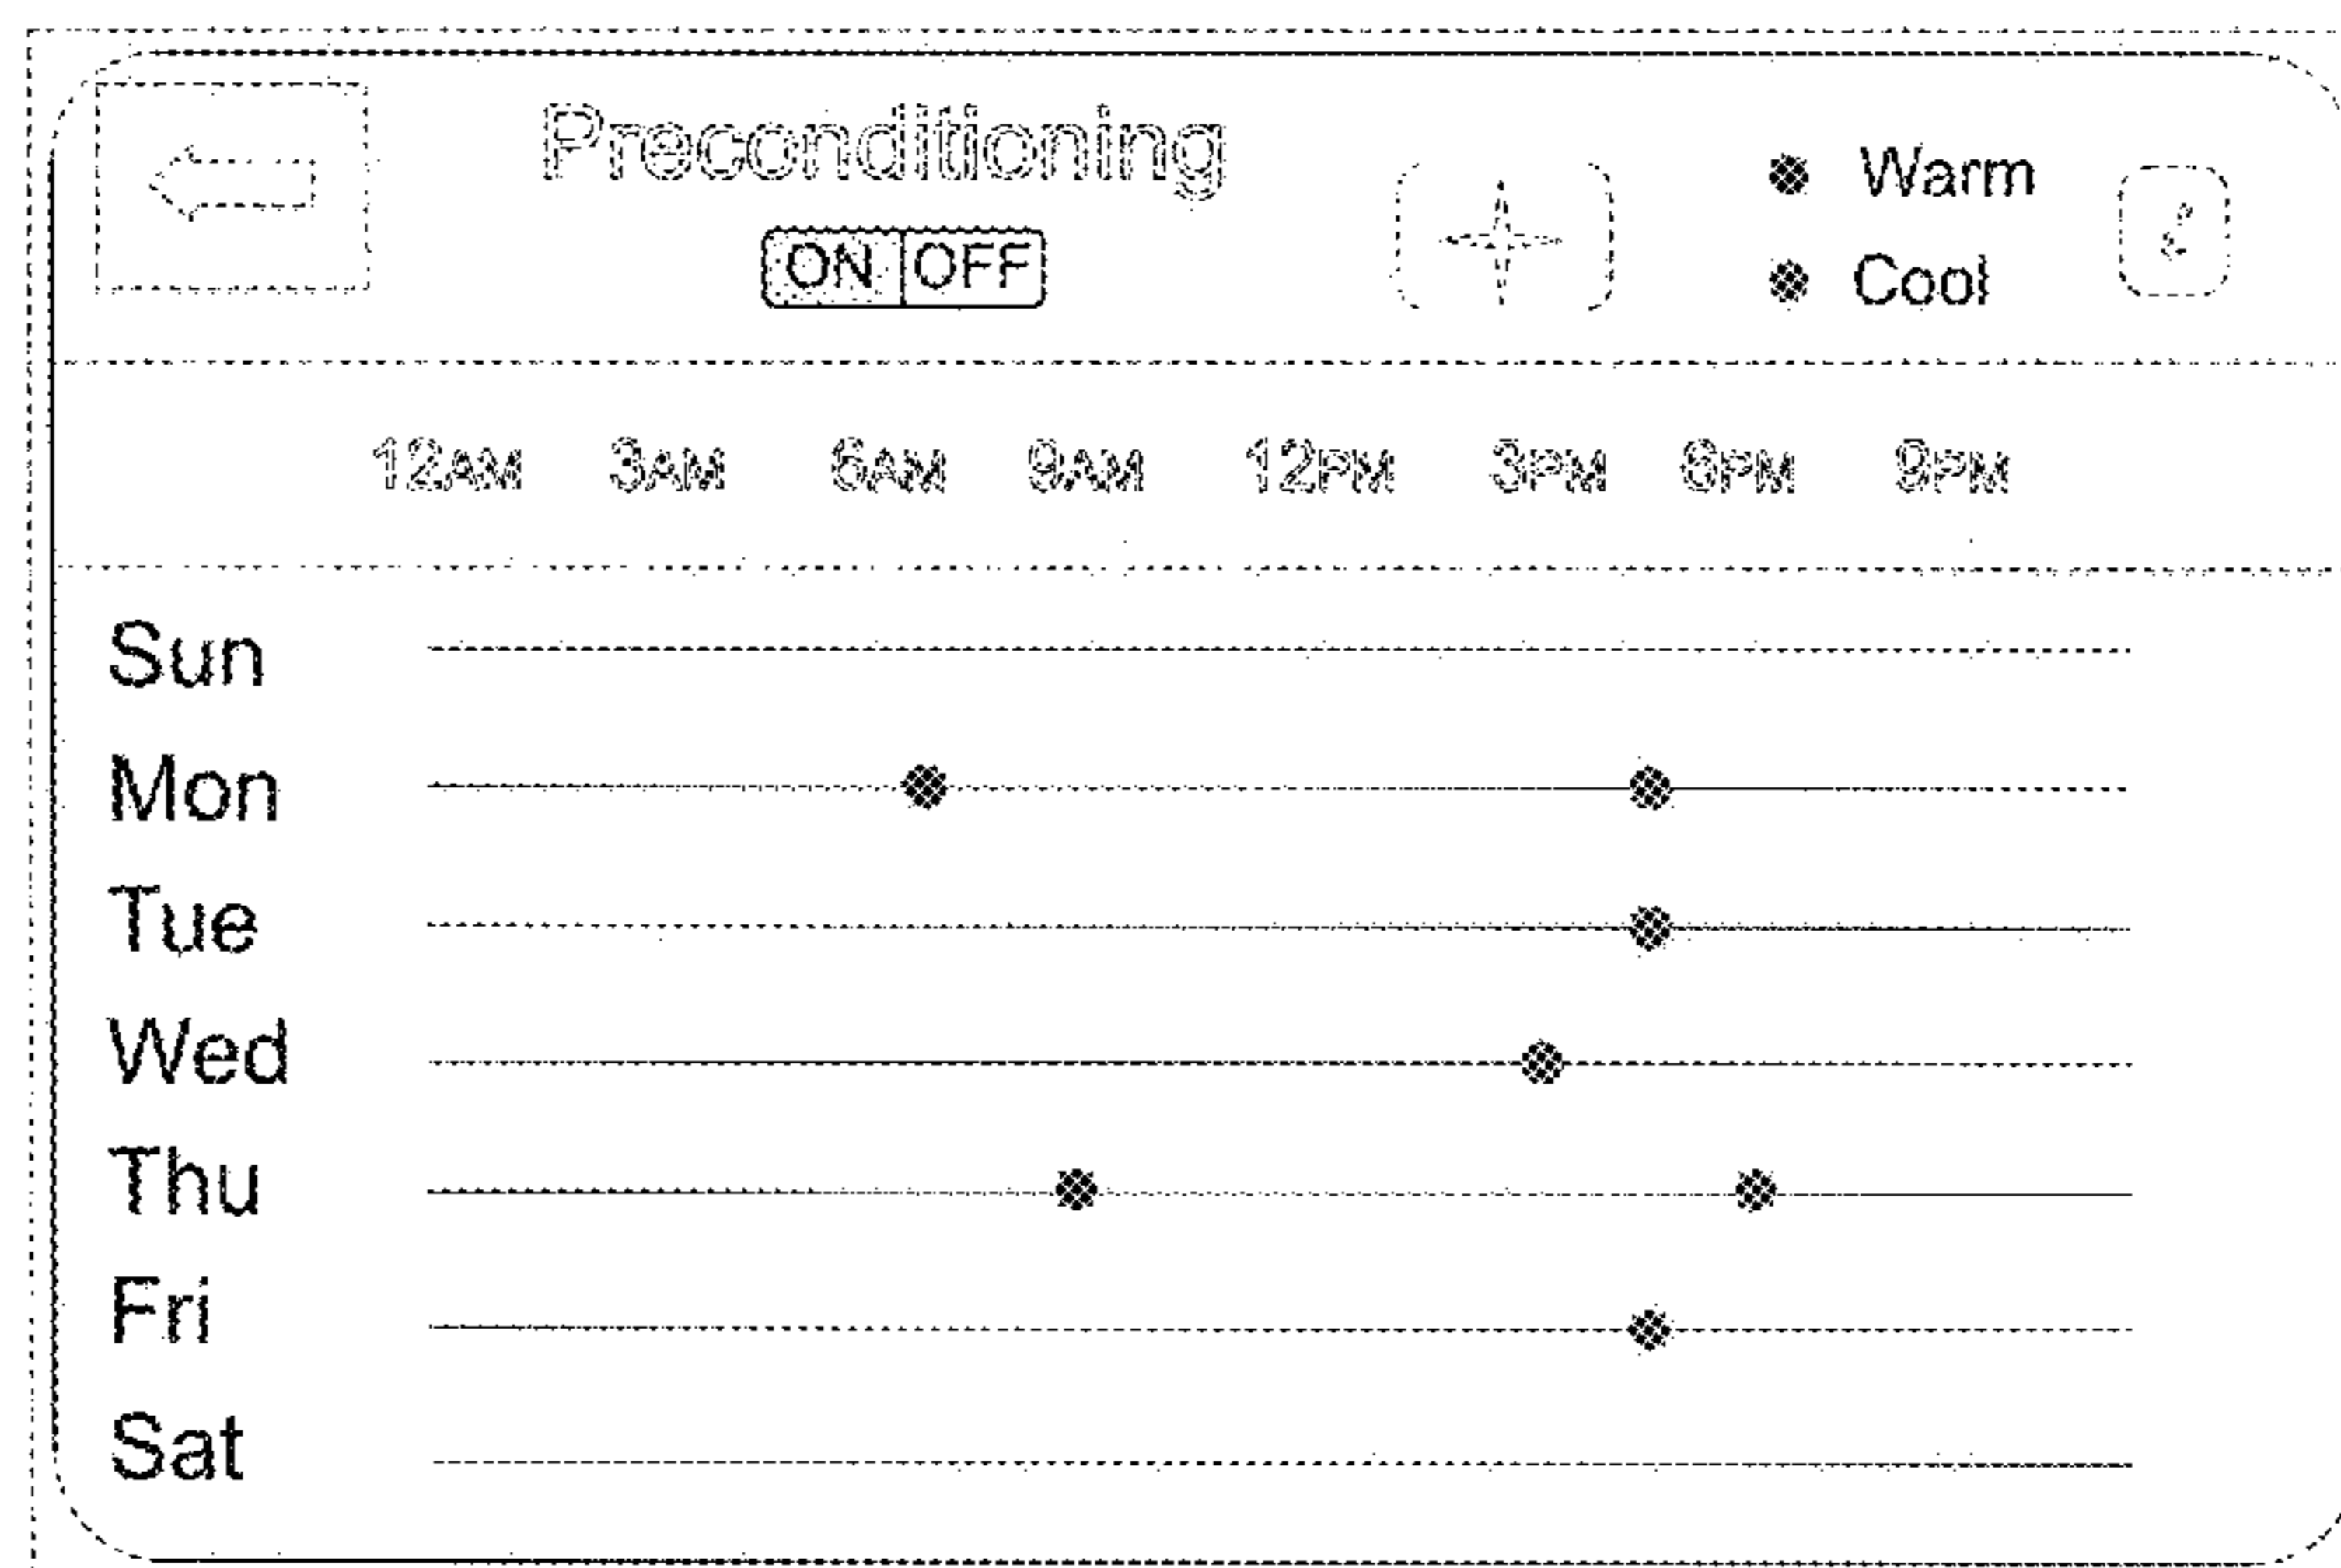 Preconditioning
ON OFF
Warm
Cool
12AM 3AM 6AM 9AM 12PM 3PM 6PM 9PM
Sun
Mon
Tue
Wed
Thu
Fri
Sat